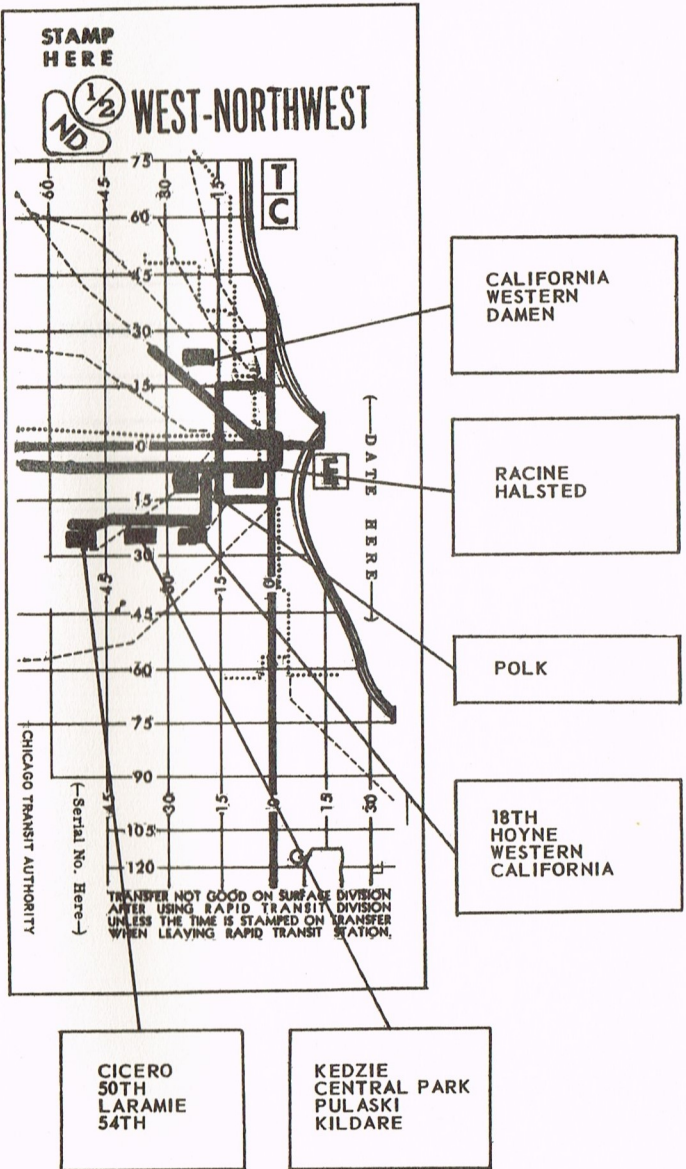 STAMP
HERE
1/2
ND
WEST-NORTHWEST
T
C
75
60
45
30
15
60
45
30
15
0
15
30
45
60
75
90
105
120
45
15
0
45
30
15
0
15
30
(—DATE HERE—)
(—Serial No. Here—)
CHICAGO TRANSIT AUTHORITY
TRANSFER NOT GOOD ON SURFACE DIVISION
AFTER USING RAPID TRANSIT DIVISION
UNLESS THE TIME IS STAMPED ON TRANSFER
WHEN LEAVING RAPID TRANSIT STATION.
CALIFORNIA
WESTERN
DAMEN
RACINE
HALSTED
POLK
18TH
HOYNE
WESTERN
CALIFORNIA
CICERO
50TH
LARAMIE
54TH
KEDZIE
CENTRAL PARK
PULASKI
KILDARE